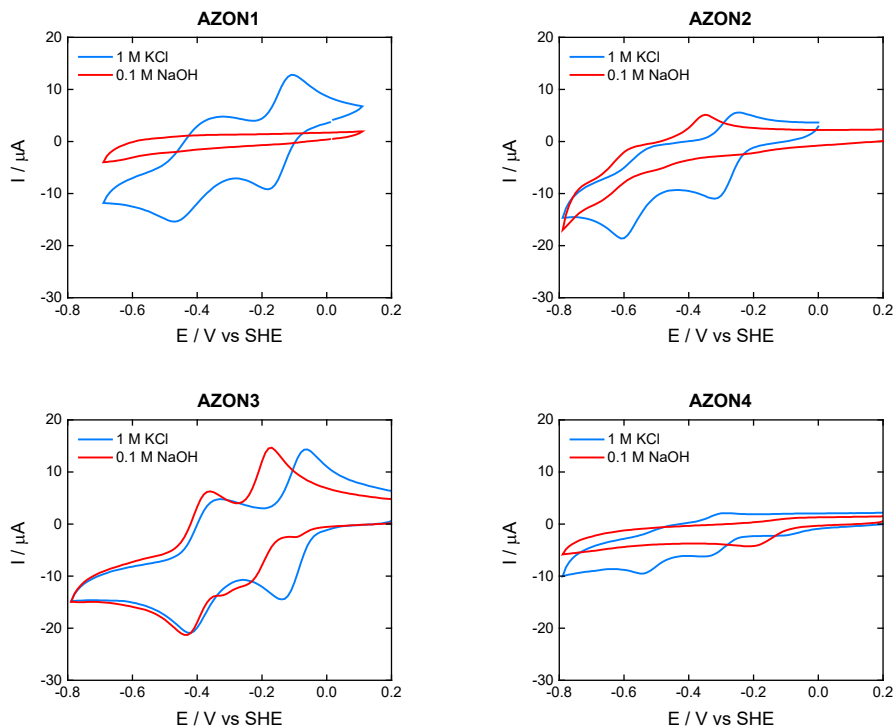 AZON1
1 M KCl
0.1 M NaOH
20
10
0
-10
-20
-30
I / μA
-0.8 -0.6 -0.4 -0.2 0.0 0.2
E / V vs SHE
AZON2
1 M KCl
0.1 M NaOH
20
10
0
-10
-20
-30
I / μA
-0.8 -0.6 -0.4 -0.2 0.0 0.2
E / V vs SHE
AZON3
1 M KCl
0.1 M NaOH
20
10
0
-10
-20
-30
I / μA
-0.8 -0.6 -0.4 -0.2 0.0 0.2
E / V vs SHE
AZON4
1 M KCl
0.1 M NaOH
20
10
0
-10
-20
-30
I / μA
-0.8 -0.6 -0.4 -0.2 0.0 0.2
E / V vs SHE